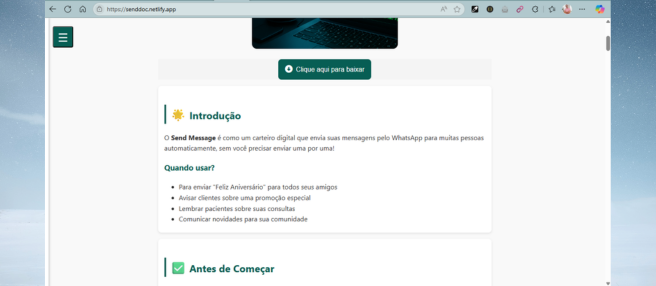 https://senddoc.netlify.app
Clique aqui para baixar
Introdução
O Send Message é como um carteiro digital que envia suas mensagens pelo WhatsApp para muitas pessoas
automaticamente, sem você precisar enviar uma por uma!
Quando usar?
Para enviar "Feliz Aniversário" para todos seus amigos
Avisar clientes sobre uma promoção especial
Lembrar pacientes sobre suas consultas
Comunicar novidades para sua comunidade
Antes de Começar